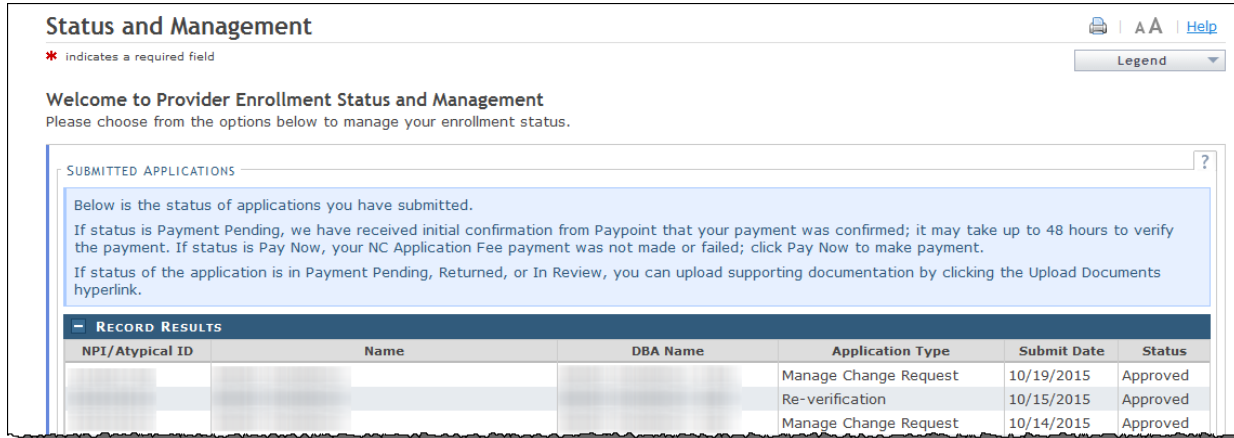 Status and Management
A A Help
* indicates a required field
Legend
Welcome to Provider Enrollment Status and Management
Please choose from the options below to manage your enrollment status.
?
SUBMITTED APPLICATIONS
Below is the status of applications you have submitted.
If status is Payment Pending, we have received initial confirmation from Paypoint that your payment was confirmed; it may take up to 48 hours to verify
the payment. If status is Pay Now, your NC Application Fee payment was not made or failed; click Pay Now to make payment.
If status of the application is in Payment Pending, Returned, or In Review, you can upload supporting documentation by clicking the Upload Documents
hyperlink.
RECORD RESULTS
NPI/Atypical ID Name DBA Name Application Type Submit Date Status
Manage Change Request 10/19/2015 Approved
Re-verification 10/15/2015 Approved
Manage Change Request 10/14/2015 Approved